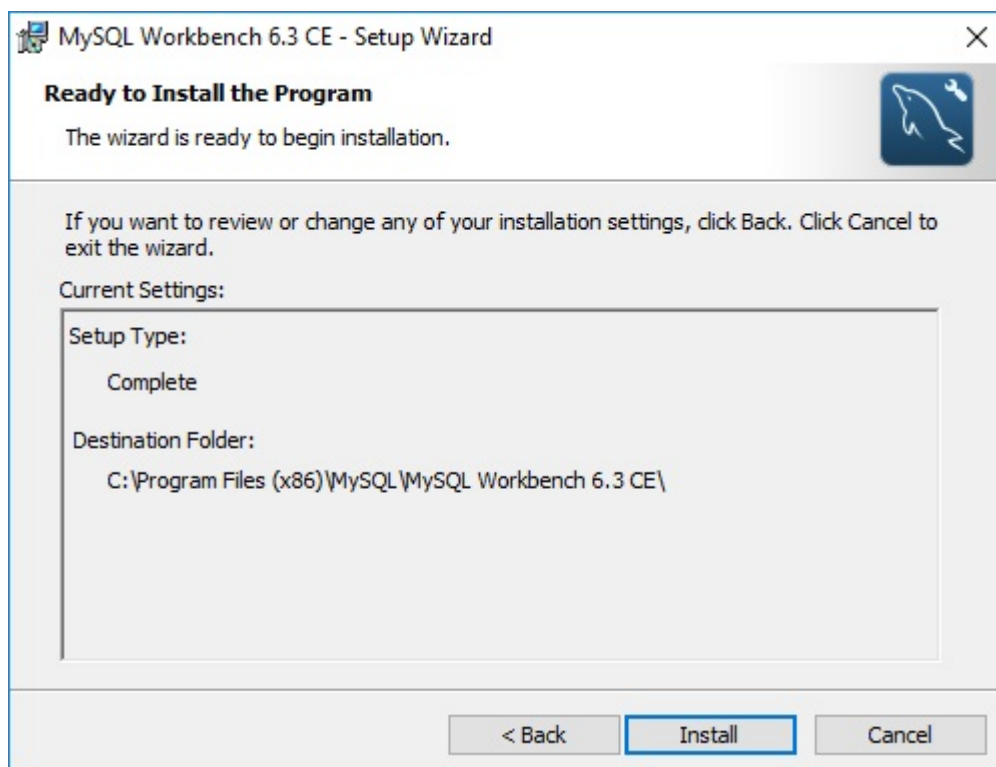 MySQL Workbench 6.3 CE - Setup Wizard
Ready to Install the Program
The wizard is ready to begin installation.
If you want to review or change any of your installation settings, click Back. Click Cancel to
exit the wizard.
Current Settings:
Setup Type:
Complete
Destination Folder:
C:\Program Files (x86)\MySQL\MySQL Workbench 6.3 CE\
< Back
Install
Cancel